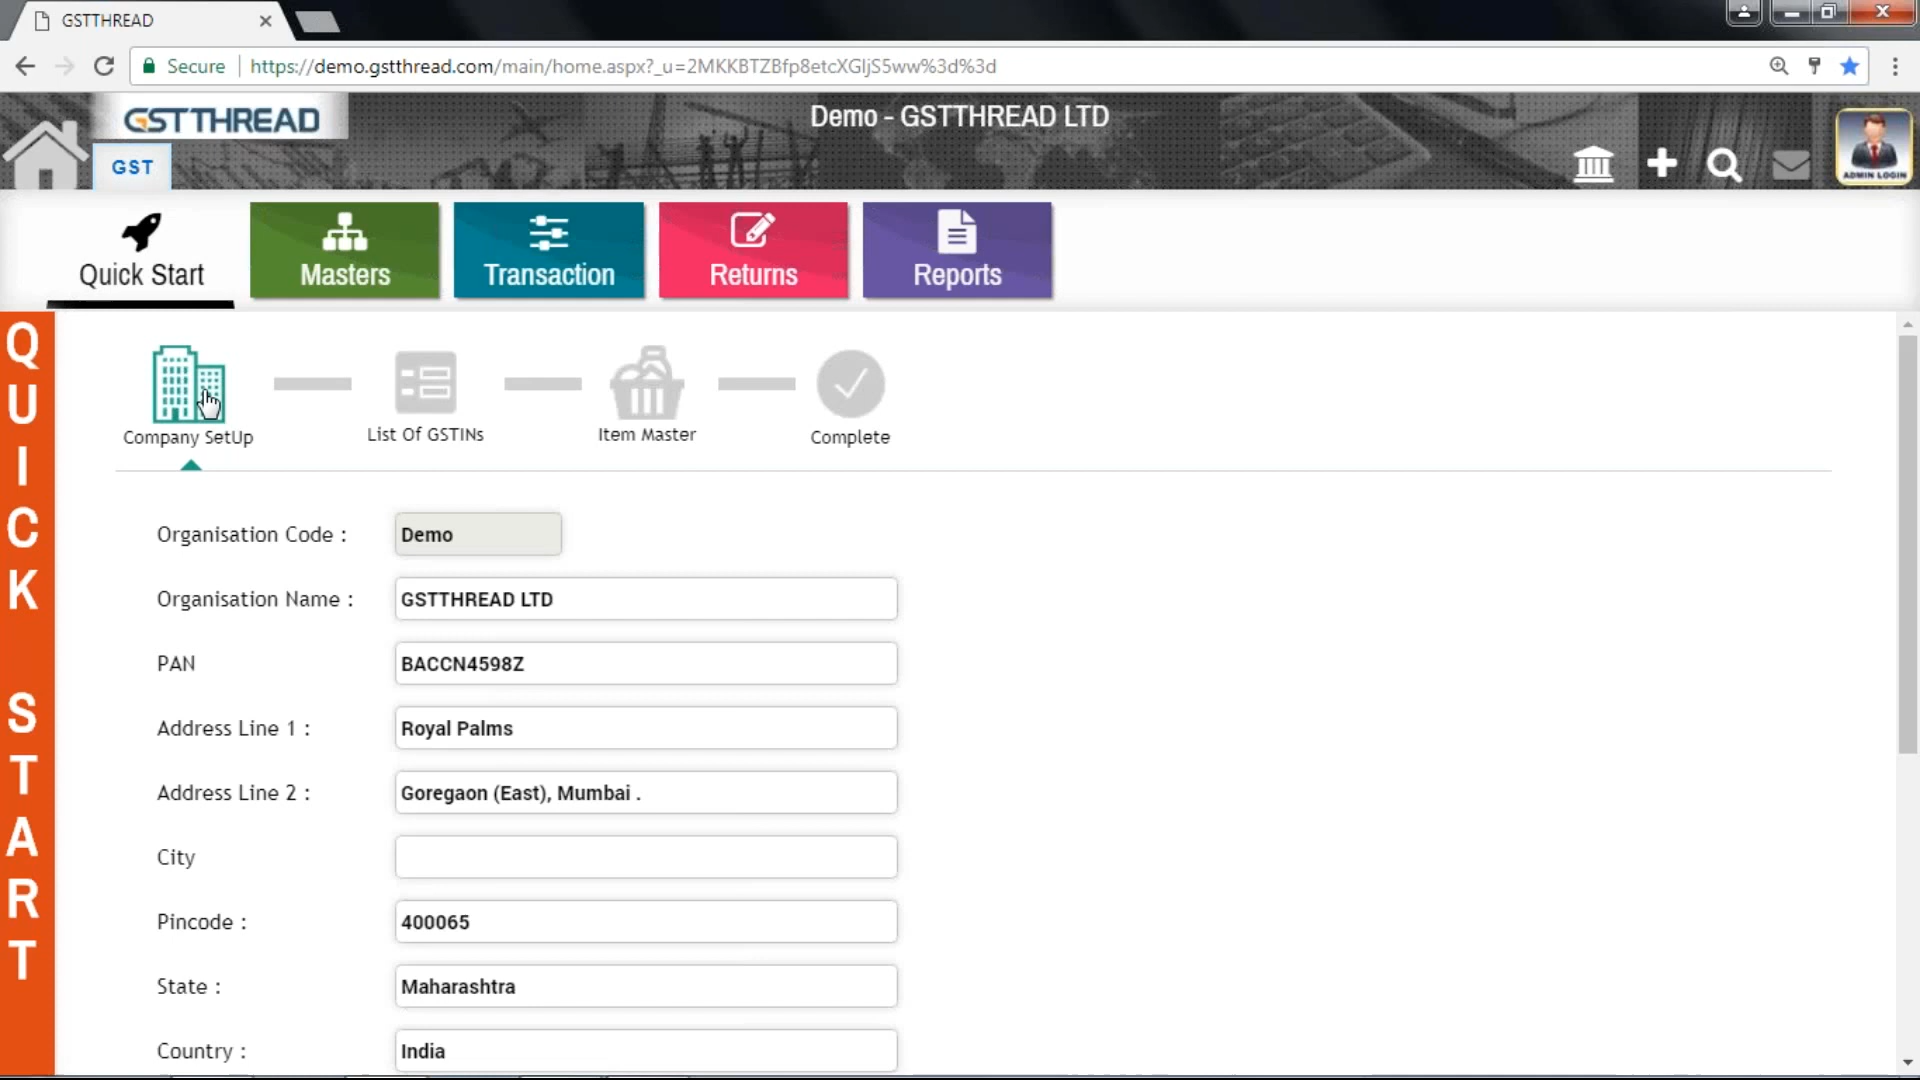 GSTTHREAD
Secure https://demo.gstthread.com/main/home.aspx?_u=2MKKBTZBfp8etcXGIjS5ww%3d%3d
GSTTHREAD
Demo - GSTTHREAD LTD
GST
ADMIN LOGIN
Quick Start
Masters
Transaction
Returns
Reports
QUICK START
Company SetUp
List Of GSTINs
Item Master
Complete
Organisation Code : Demo
Organisation Name : GSTTHREAD LTD
PAN BACCN4598Z
Address Line 1 : Royal Palms
Address Line 2 : Goregaon (East), Mumbai .
City
Pincode : 400065
State : Maharashtra
Country : India